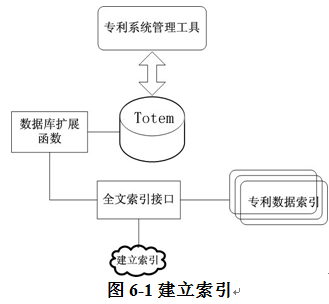 专利系统管理工具
Totem
数据库扩展
函数
全文索引接口
专利数据索引
建立索引
图 6-1 建立索引